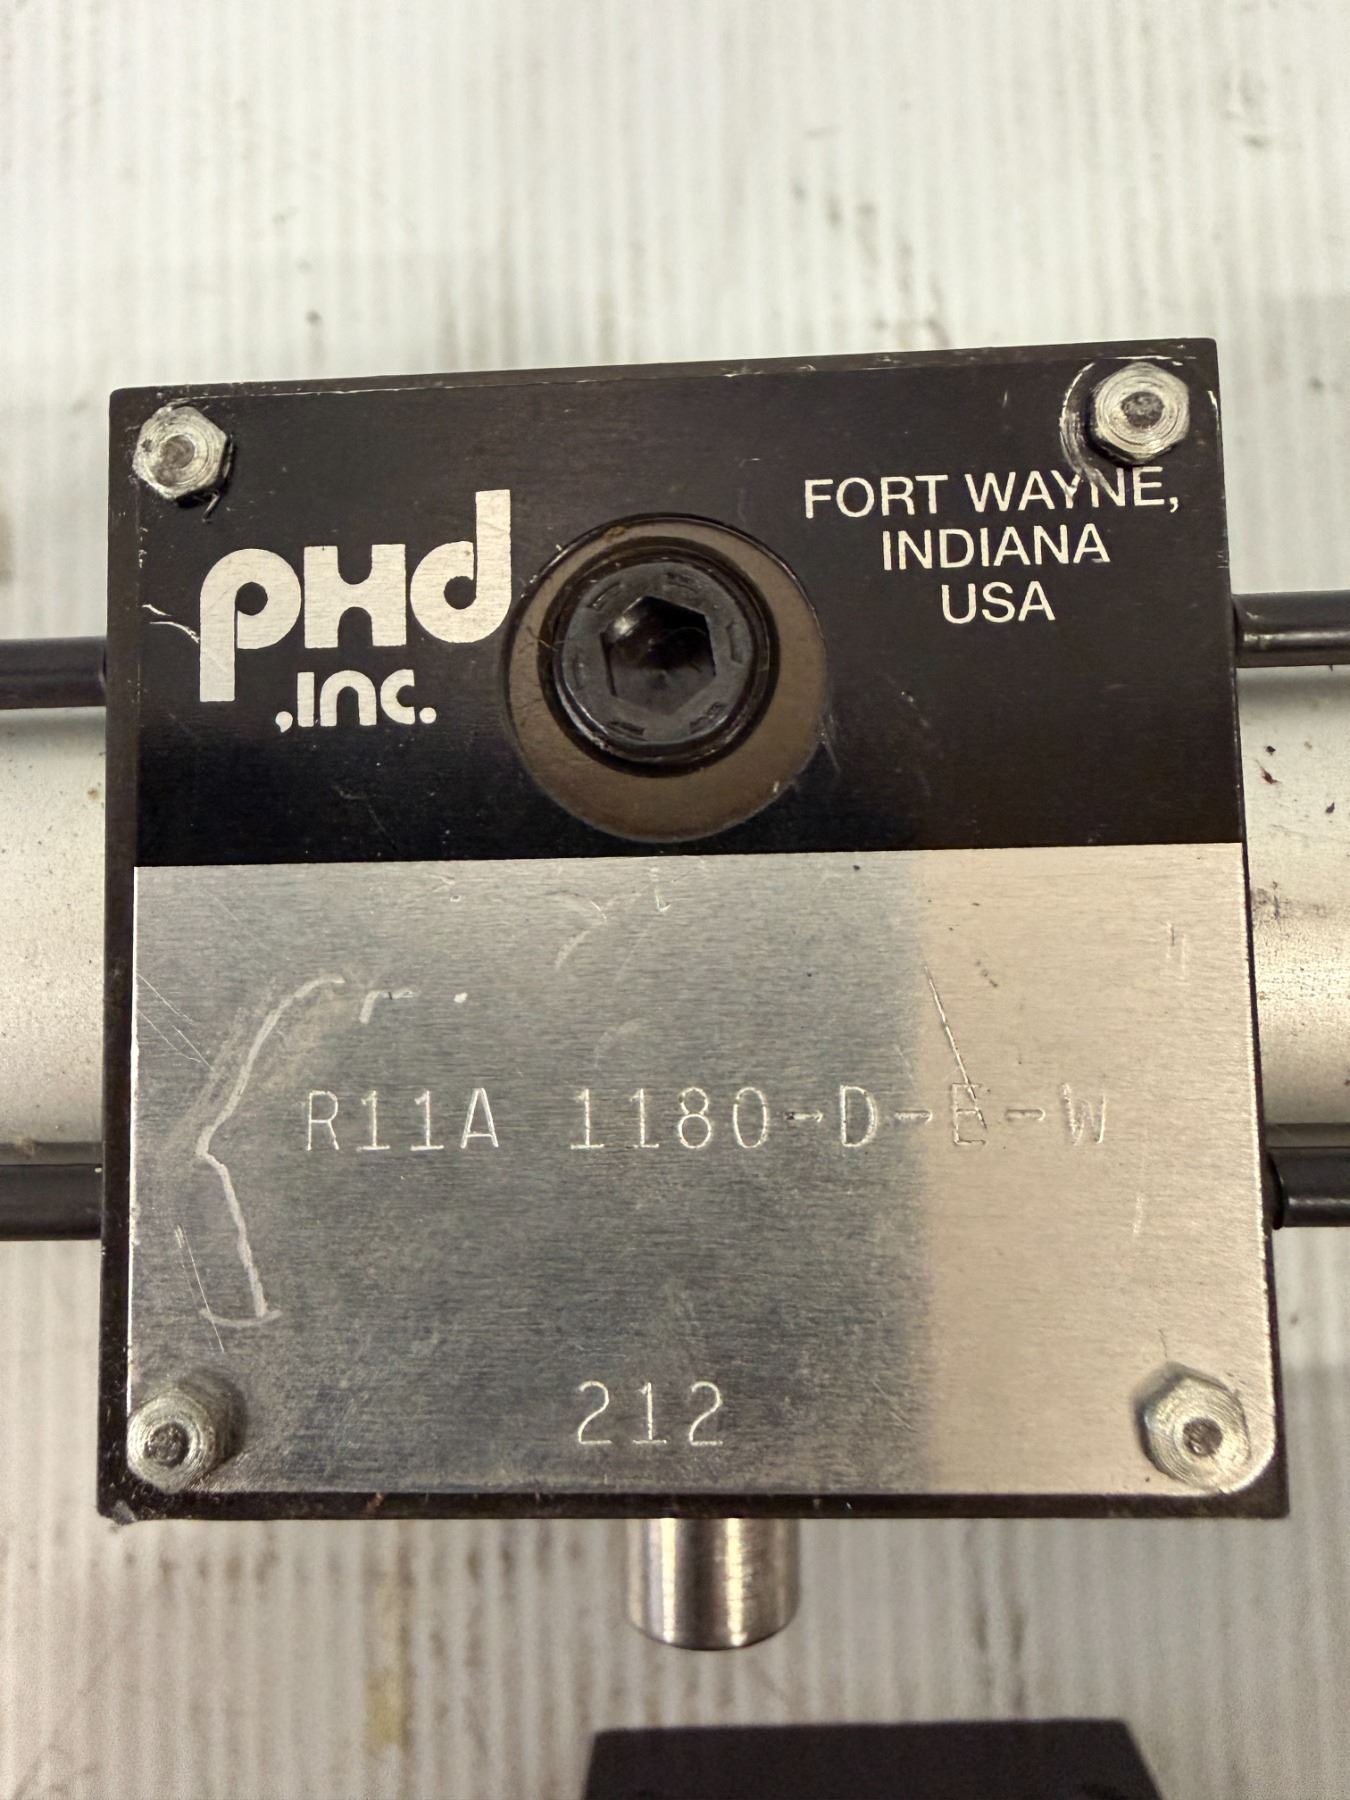 PHD
,INC.
FORT WAYNE,
INDIANA
USA
R11A 1180-D-E-W
212